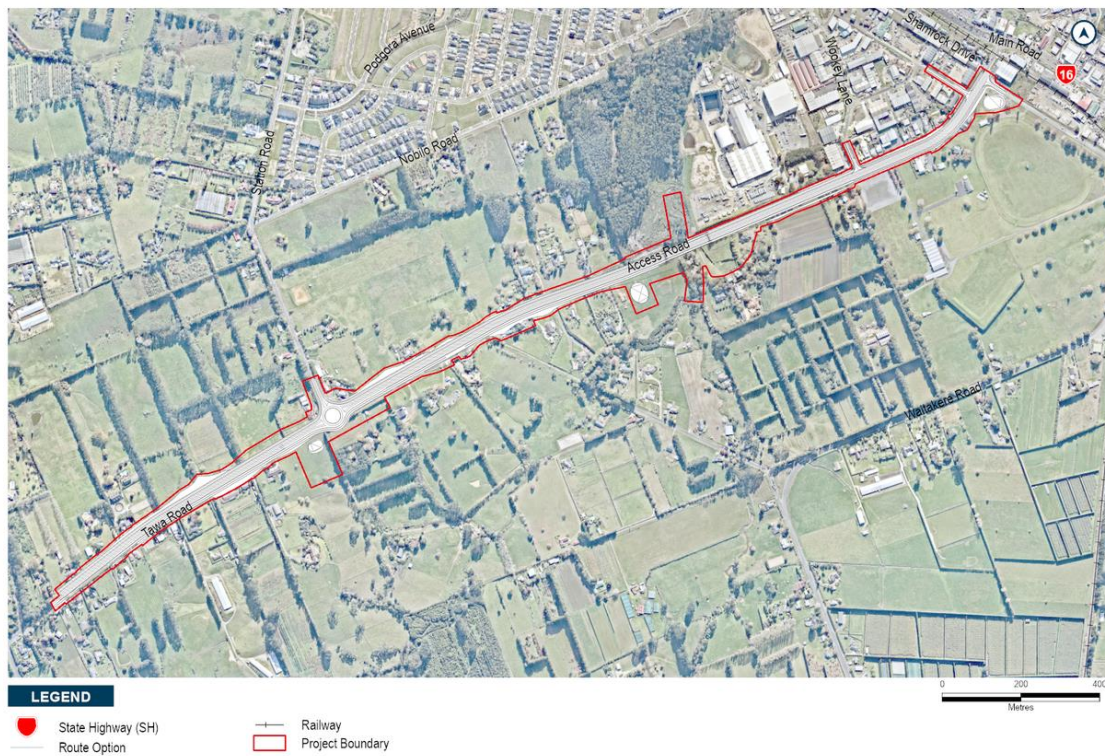 Podgora Avenue
Station Road
Nobilo Road
Wookey Lane
Shamrock Drive
Main Road
16
Access Road
Waitakere Road
Tawa Road
0 200 400
Metres
LEGEND
State Highway (SH)
Route Option
Railway
Project Boundary